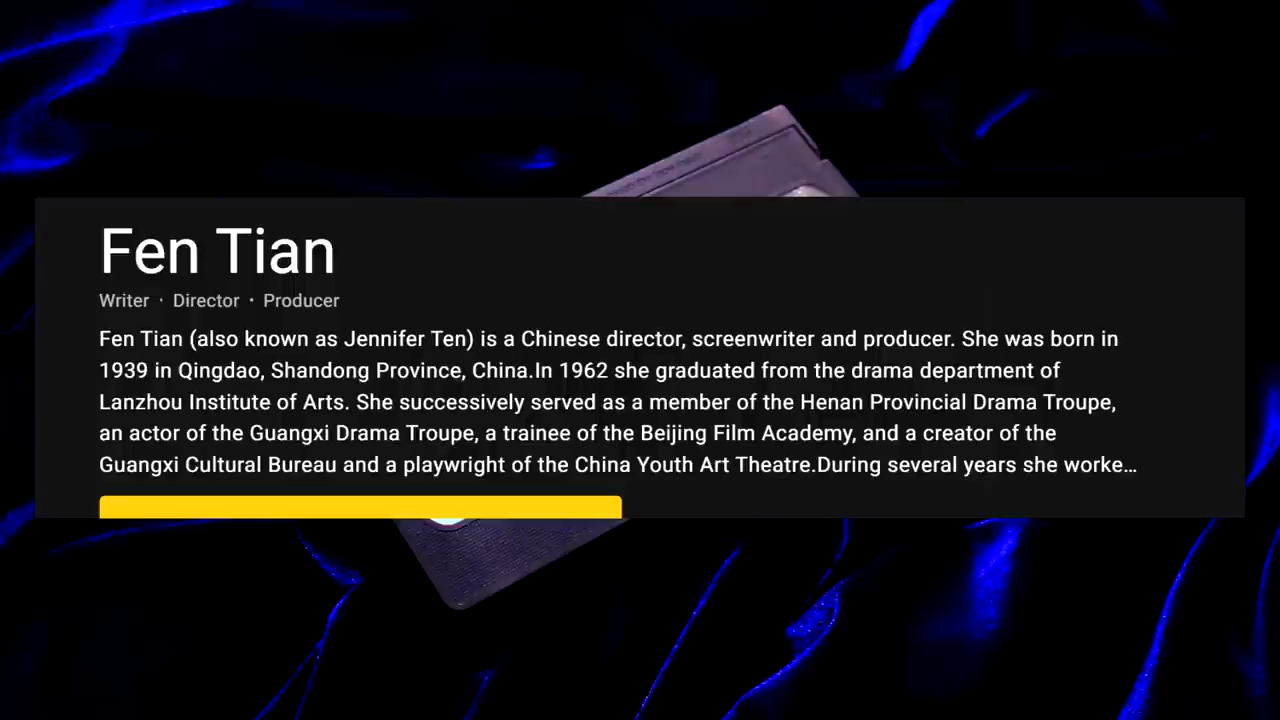 Fen Tian
Writer · Director · Producer
Fen Tian (also known as Jennifer Ten) is a Chinese director, screenwriter and producer. She was born in
1939 in Qingdao, Shandong Province, China.In 1962 she graduated from the drama department of
Lanzhou Institute of Arts. She successively served as a member of the Henan Provincial Drama Troupe,
an actor of the Guangxi Drama Troupe, a trainee of the Beijing Film Academy, and a creator of the
Guangxi Cultural Bureau and a playwright of the China Youth Art Theatre.During several years she worke…